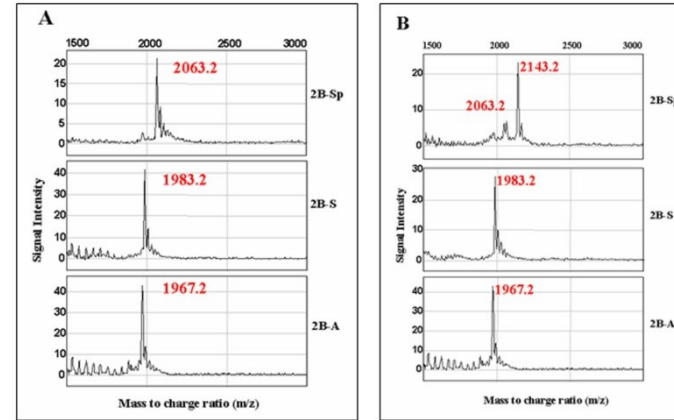 A
1500 2000 2500 3000
20
15
10
5
0
2063.2
2B-Sp
40
30
20
10
0
1983.2
2B-S
Signal Intensity
40
30
20
10
0
1967.2
2B-A
Mass to charge ratio (m/z)
B
1500 2000 2500 3000
20
10
0
2063.2
2143.2
2B-Sp
30
20
10
0
1983.2
2B-S
Signal Intensity
40
30
20
10
0
1967.2
2B-A
Mass to charge ratio (m/z)